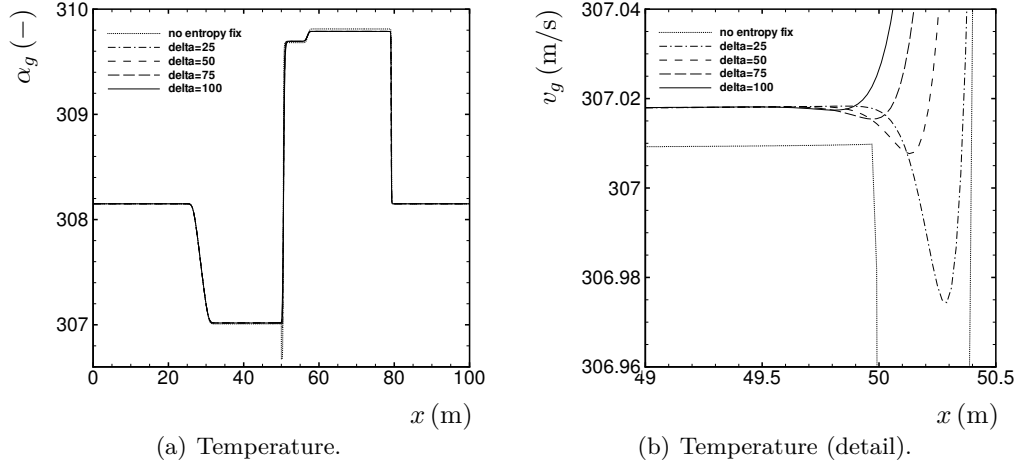 310
309
308
307
α_g (−)
no entropy fix
delta=25
delta=50
delta=75
delta=100
0
20
40
60
80
100
x (m)
(a) Temperature.
307.04
307.02
307
306.98
306.96
v_g (m/s)
no entropy fix
delta=25
delta=50
delta=75
delta=100
49
49.5
50
50.5
x (m)
(b) Temperature (detail).